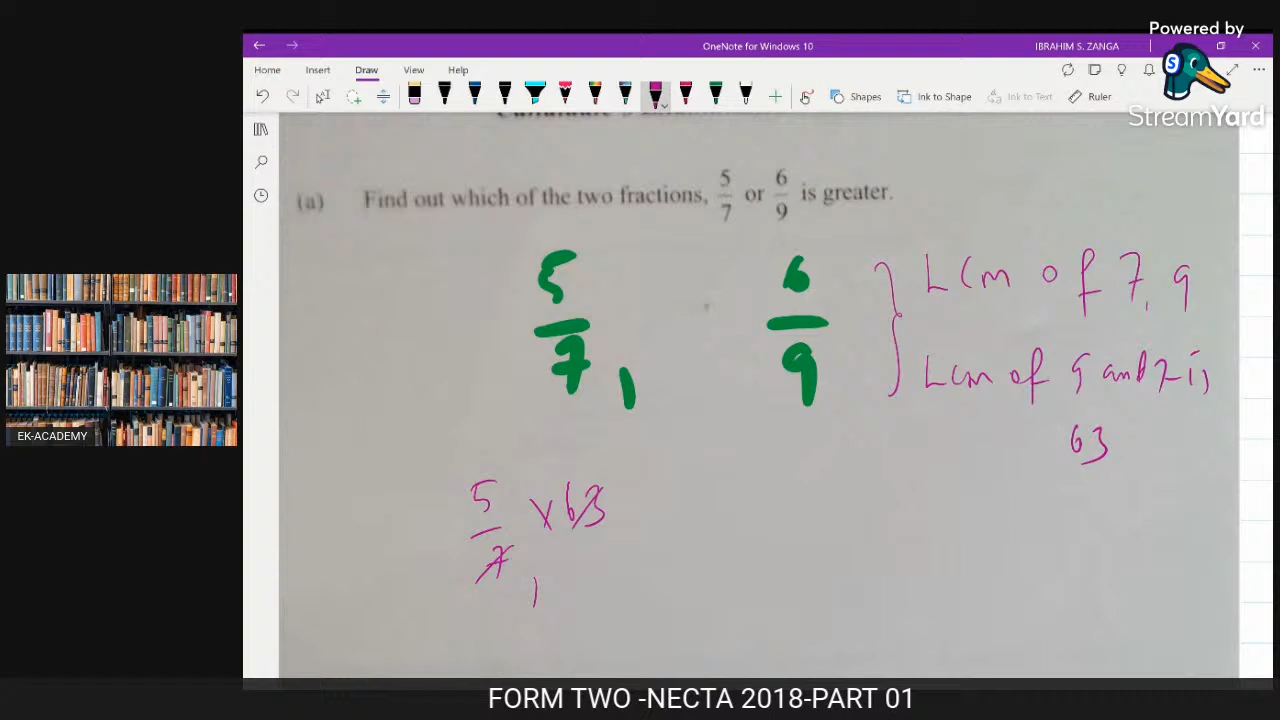 Powered by
StreamYard
OneNote for Windows 10
IBRAHIM S. ZANGA
Home Insert Draw View Help
Shapes Ink to Shape Ink to Text Ruler
(a) Find out which of the two fractions, 5/7 or 6/9 is greater.
5/7 , 6/9
LCM of 7, 9
LCM of 9 and 7 is
63
5/7 x 63
1
EK-ACADEMY
FORM TWO -NECTA 2018-PART 01